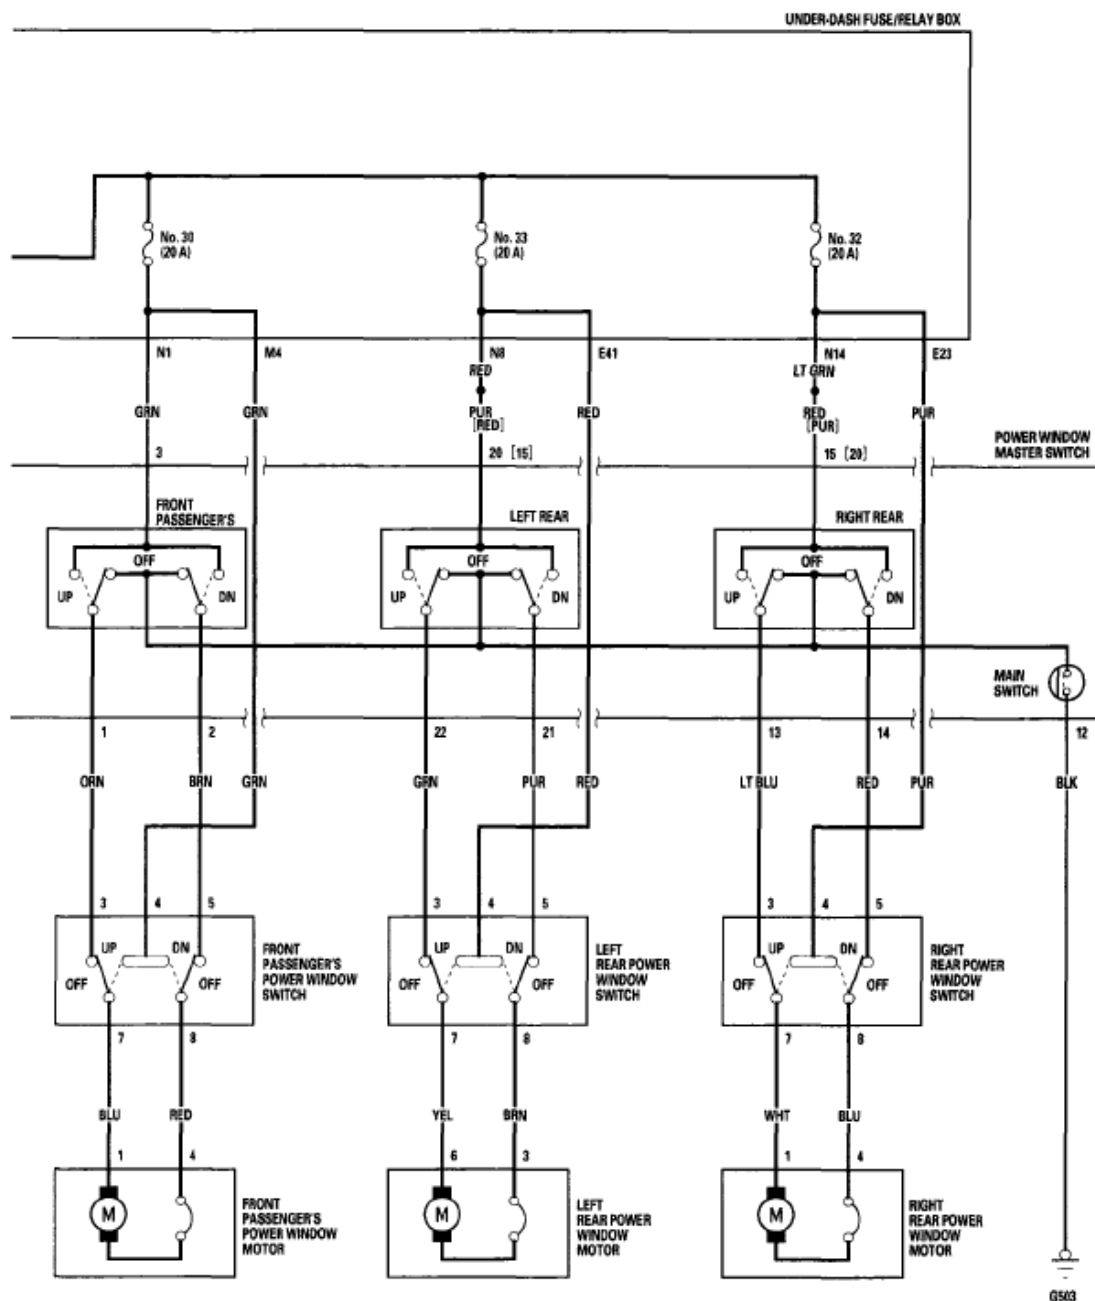 UNDER-DASH FUSE/RELAY BOX
No. 30
(20 A)
No. 33
(20 A)
No. 32
(20 A)
N1
M4
N8
E41
N14
E23
RED
LT GRN
GRN
GRN
PUR
[RED]
RED
RED
[PUR]
PUR
POWER WINDOW
MASTER SWITCH
3
20 [15]
15 [20]
FRONT
PASSENGER'S
LEFT REAR
RIGHT REAR
OFF
OFF
OFF
UP
DN
UP
DN
UP
DN
MAIN
SWITCH
1
2
22
21
13
14
12
ORN
BRN
GRN
GRN
PUR
RED
LT BLU
RED
PUR
BLK
3
4
5
3
4
5
3
4
5
UP
DN
UP
DN
UP
DN
OFF
OFF
OFF
OFF
OFF
OFF
FRONT
PASSENGER'S
POWER WINDOW
SWITCH
LEFT
REAR POWER
WINDOW
SWITCH
RIGHT
REAR POWER
WINDOW
SWITCH
7
8
7
8
7
8
BLU
RED
YEL
BRN
WHT
BLU
1
4
6
3
1
4
M
M
M
FRONT
PASSENGER'S
POWER WINDOW
MOTOR
LEFT
REAR POWER
WINDOW
MOTOR
RIGHT
REAR POWER
WINDOW
MOTOR
G503